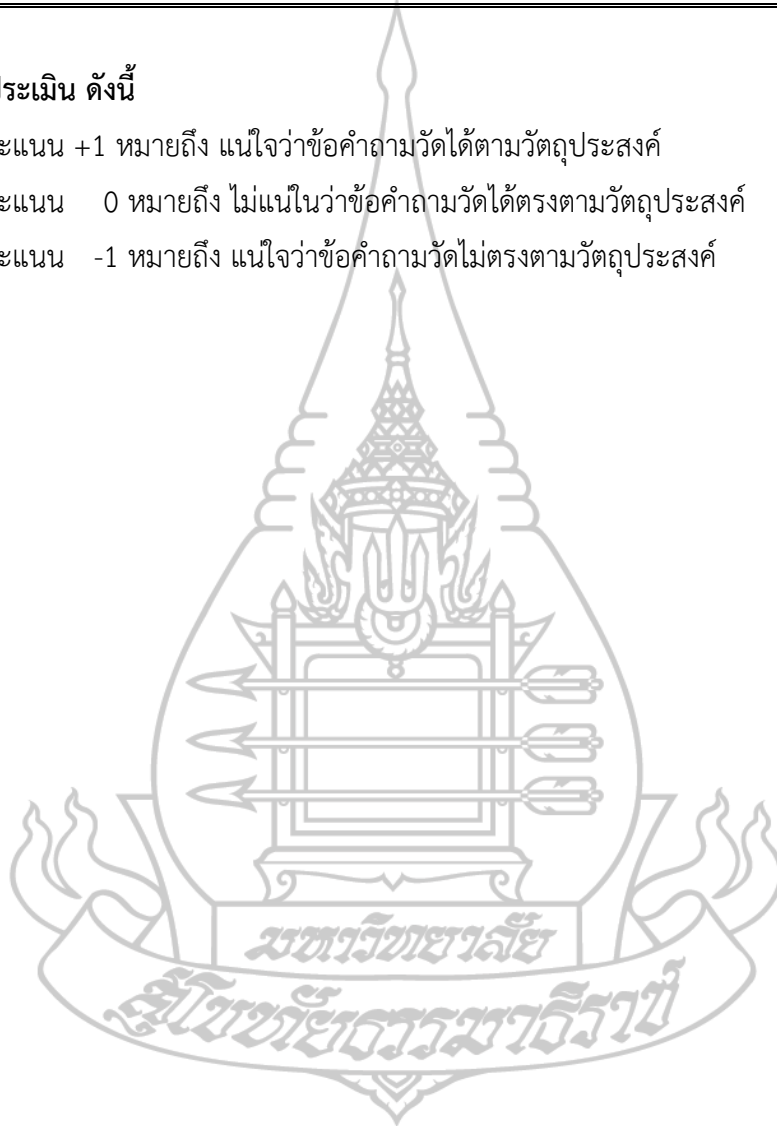 ประเมิน ดังนี้
ะแนน +1 หมายถึง แน่ใจว่าข้อคำถามวัดได้ตามวัตถุประสงค์
ะแนน 0 หมายถึง ไม่แน่ในว่าข้อคำถามวัดได้ตรงตามวัตถุประสงค์
ะแนน -1 หมายถึง แน่ใจว่าข้อคำถามวัดไม่ตรงตามวัตถุประสงค์
มหาวิทยาลัย
สุโขทัยธรรมาธิราช